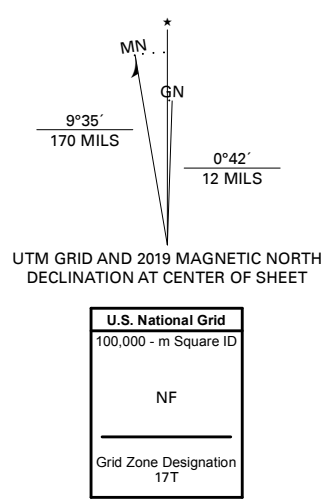 MN
GN
9°35´
170 MILS
0°42´
12 MILS
UTM GRID AND 2019 MAGNETIC NORTH
DECLINATION AT CENTER OF SHEET
U.S. National Grid
100,000 - m Square ID
NF
Grid Zone Designation
17T